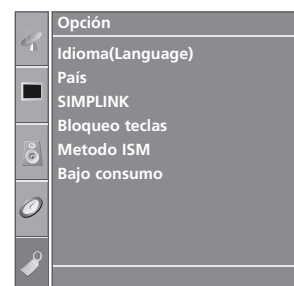 Opción
Idioma(Language)
País
SIMPLINK
Bloqueo teclas
Metodo ISM
Bajo consumo